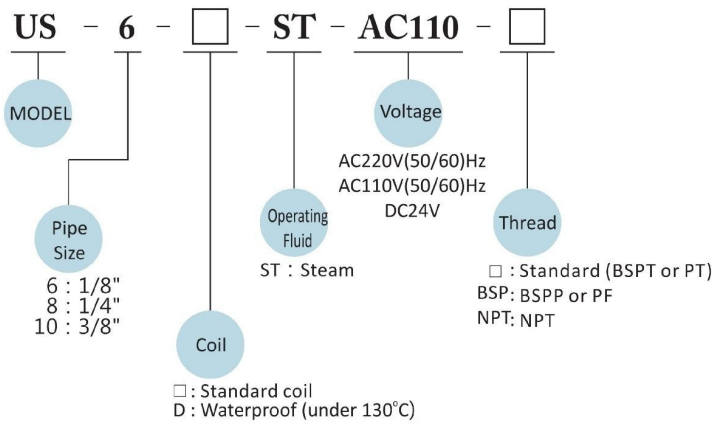 US - 6 - □ - ST - AC110 - □
MODEL
Pipe
Size
6 : 1/8"
8 : 1/4"
10 : 3/8"
Coil
□ : Standard coil
D : Waterproof (under 130°C)
Operating
Fluid
ST : Steam
Voltage
AC220V(50/60)Hz
AC110V(50/60)Hz
DC24V
Thread
□ : Standard (BSPT or PT)
BSP: BSPP or PF
NPT: NPT